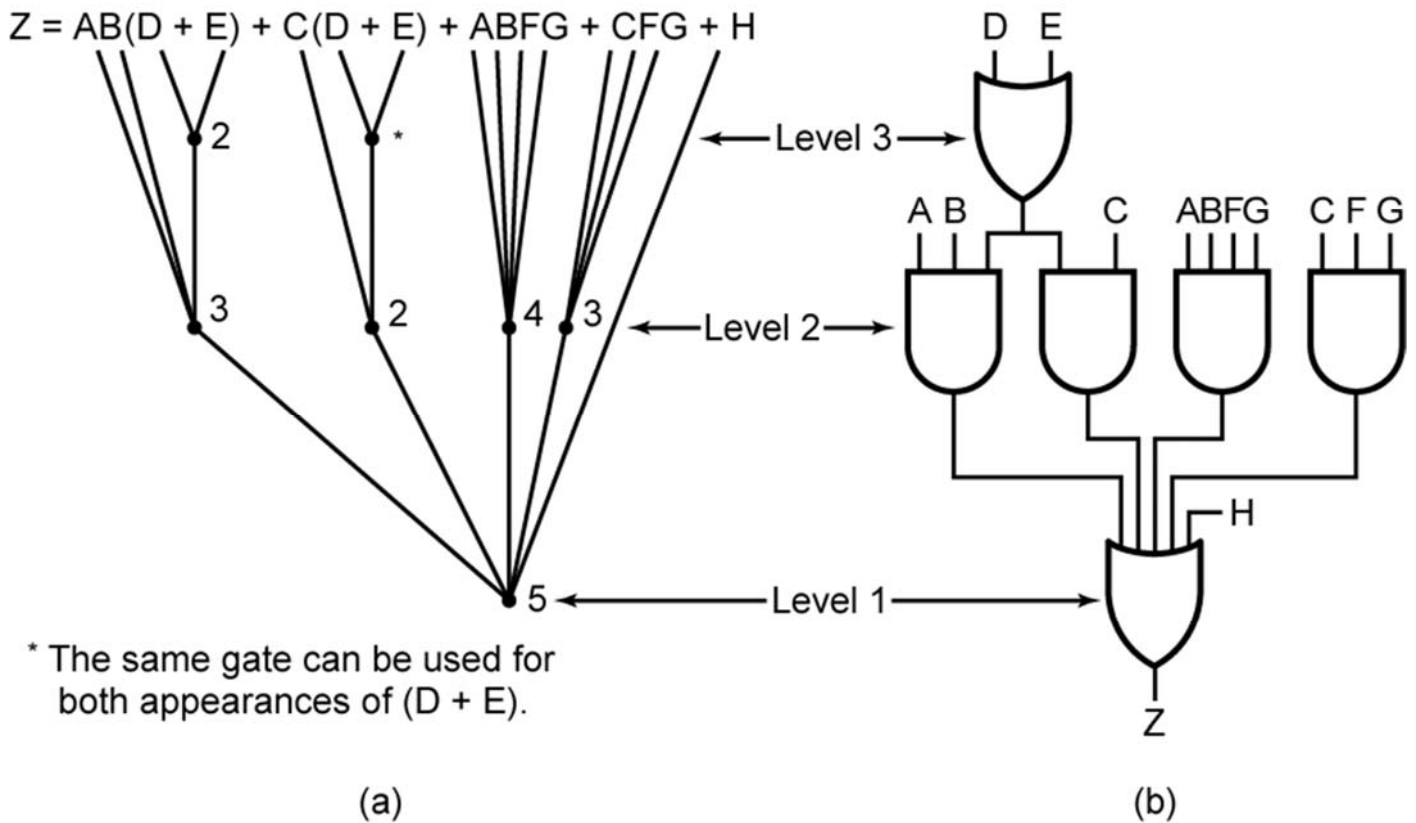 Z = AB(D + E) + C(D + E) + ABFG + CFG + H
D E
2
*
Level 3
A B C ABFG C F G
3
2
4
3
Level 2
H
5
Level 1
* The same gate can be used for
both appearances of (D + E).
Z
(a)
(b)